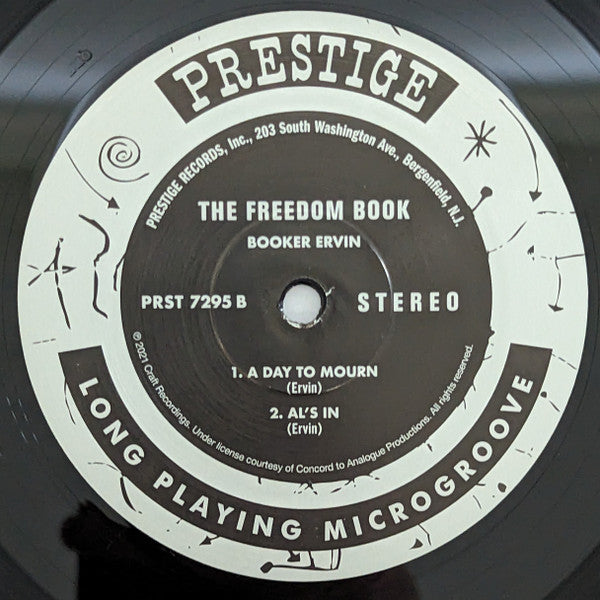 PRESTIGE
PRESTIGE RECORDS, Inc., 203 South Washington Ave., Bergenfield, N.J.
THE FREEDOM BOOK
BOOKER ERVIN
PRST 7295 B
STEREO
1. A DAY TO MOURN
(Ervin)
2. AL'S IN
(Ervin)
℗ 2021 Craft Recordings. Under license courtesy of Concord to Analogue Productions. All rights reserved.
LONG PLAYING MICROGROOVE